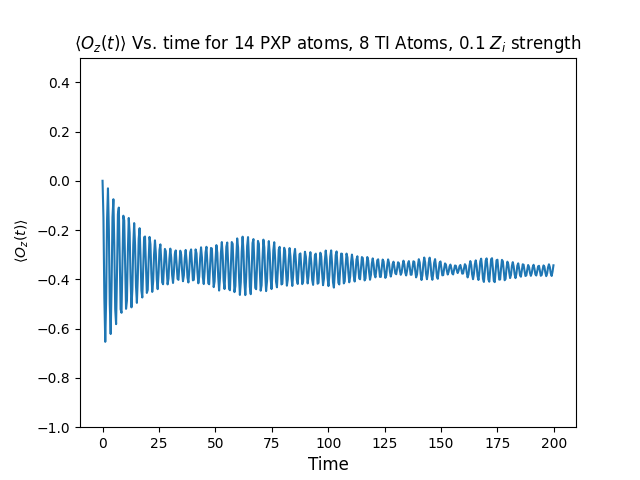 ⟨O_z(t)⟩ Vs. time for 14 PXP atoms, 8 TI Atoms, 0.1 Z_i strength
⟨O_z(t)⟩
0.4
0.2
0.0
−0.2
−0.4
−0.6
−0.8
−1.0
0 25 50 75 100 125 150 175 200
Time